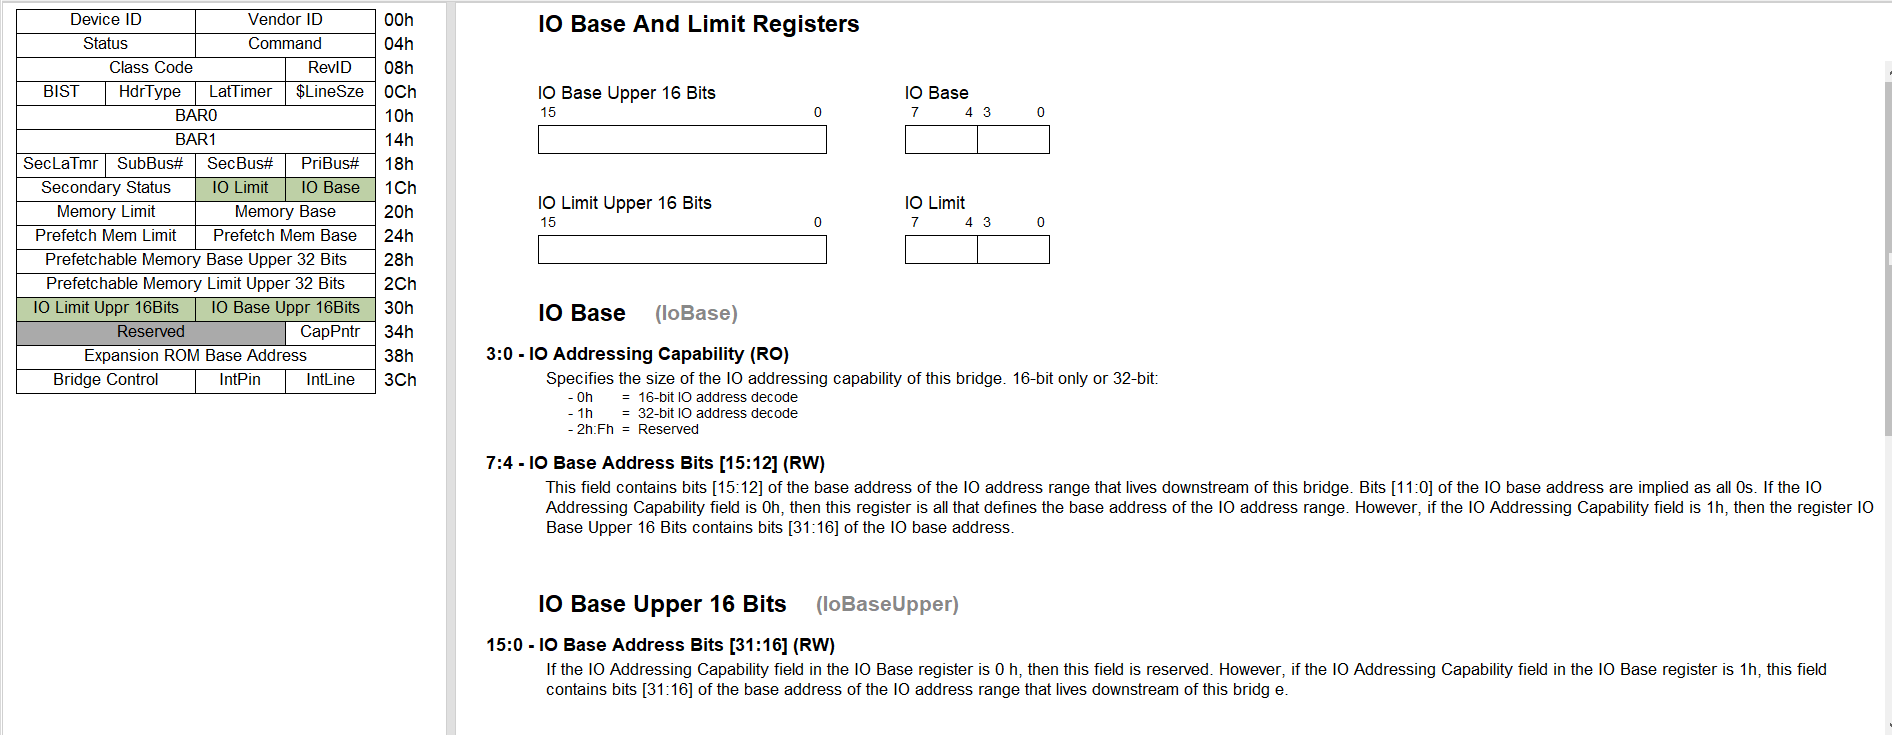 Device ID Vendor ID 00h
Status Command 04h
Class Code RevID 08h
BIST HdrType LatTimer $LineSze 0Ch
BAR0 10h
BAR1 14h
SecLaTmr SubBus# SecBus# PriBus# 18h
Secondary Status IO Limit IO Base 1Ch
Memory Limit Memory Base 20h
Prefetch Mem Limit Prefetch Mem Base 24h
Prefetchable Memory Base Upper 32 Bits 28h
Prefetchable Memory Limit Upper 32 Bits 2Ch
IO Limit Uppr 16Bits IO Base Uppr 16Bits 30h
Reserved CapPntr 34h
Expansion ROM Base Address 38h
Bridge Control IntPin IntLine 3Ch
IO Base And Limit Registers
IO Base Upper 16 Bits IO Base
15 0 7 4 3 0
IO Limit Upper 16 Bits IO Limit
15 0 7 4 3 0
IO Base (IoBase)
3:0 - IO Addressing Capability (RO)
Specifies the size of the IO addressing capability of this bridge. 16-bit only or 32-bit:
- 0h = 16-bit IO address decode
- 1h = 32-bit IO address decode
- 2h:Fh = Reserved
7:4 - IO Base Address Bits [15:12] (RW)
This field contains bits [15:12] of the base address of the IO address range that lives downstream of this bridge. Bits [11:0] of the IO base address are implied as all 0s. If the IO
Addressing Capability field is 0h, then this register is all that defines the base address of the IO address range. However, if the IO Addressing Capability field is 1h, then the register IO
Base Upper 16 Bits contains bits [31:16] of the IO base address.
IO Base Upper 16 Bits (IoBaseUpper)
15:0 - IO Base Address Bits [31:16] (RW)
If the IO Addressing Capability field in the IO Base register is 0 h, then this field is reserved. However, if the IO Addressing Capability field in the IO Base register is 1h, this field
contains bits [31:16] of the base address of the IO address range that lives downstream of this bridg e.